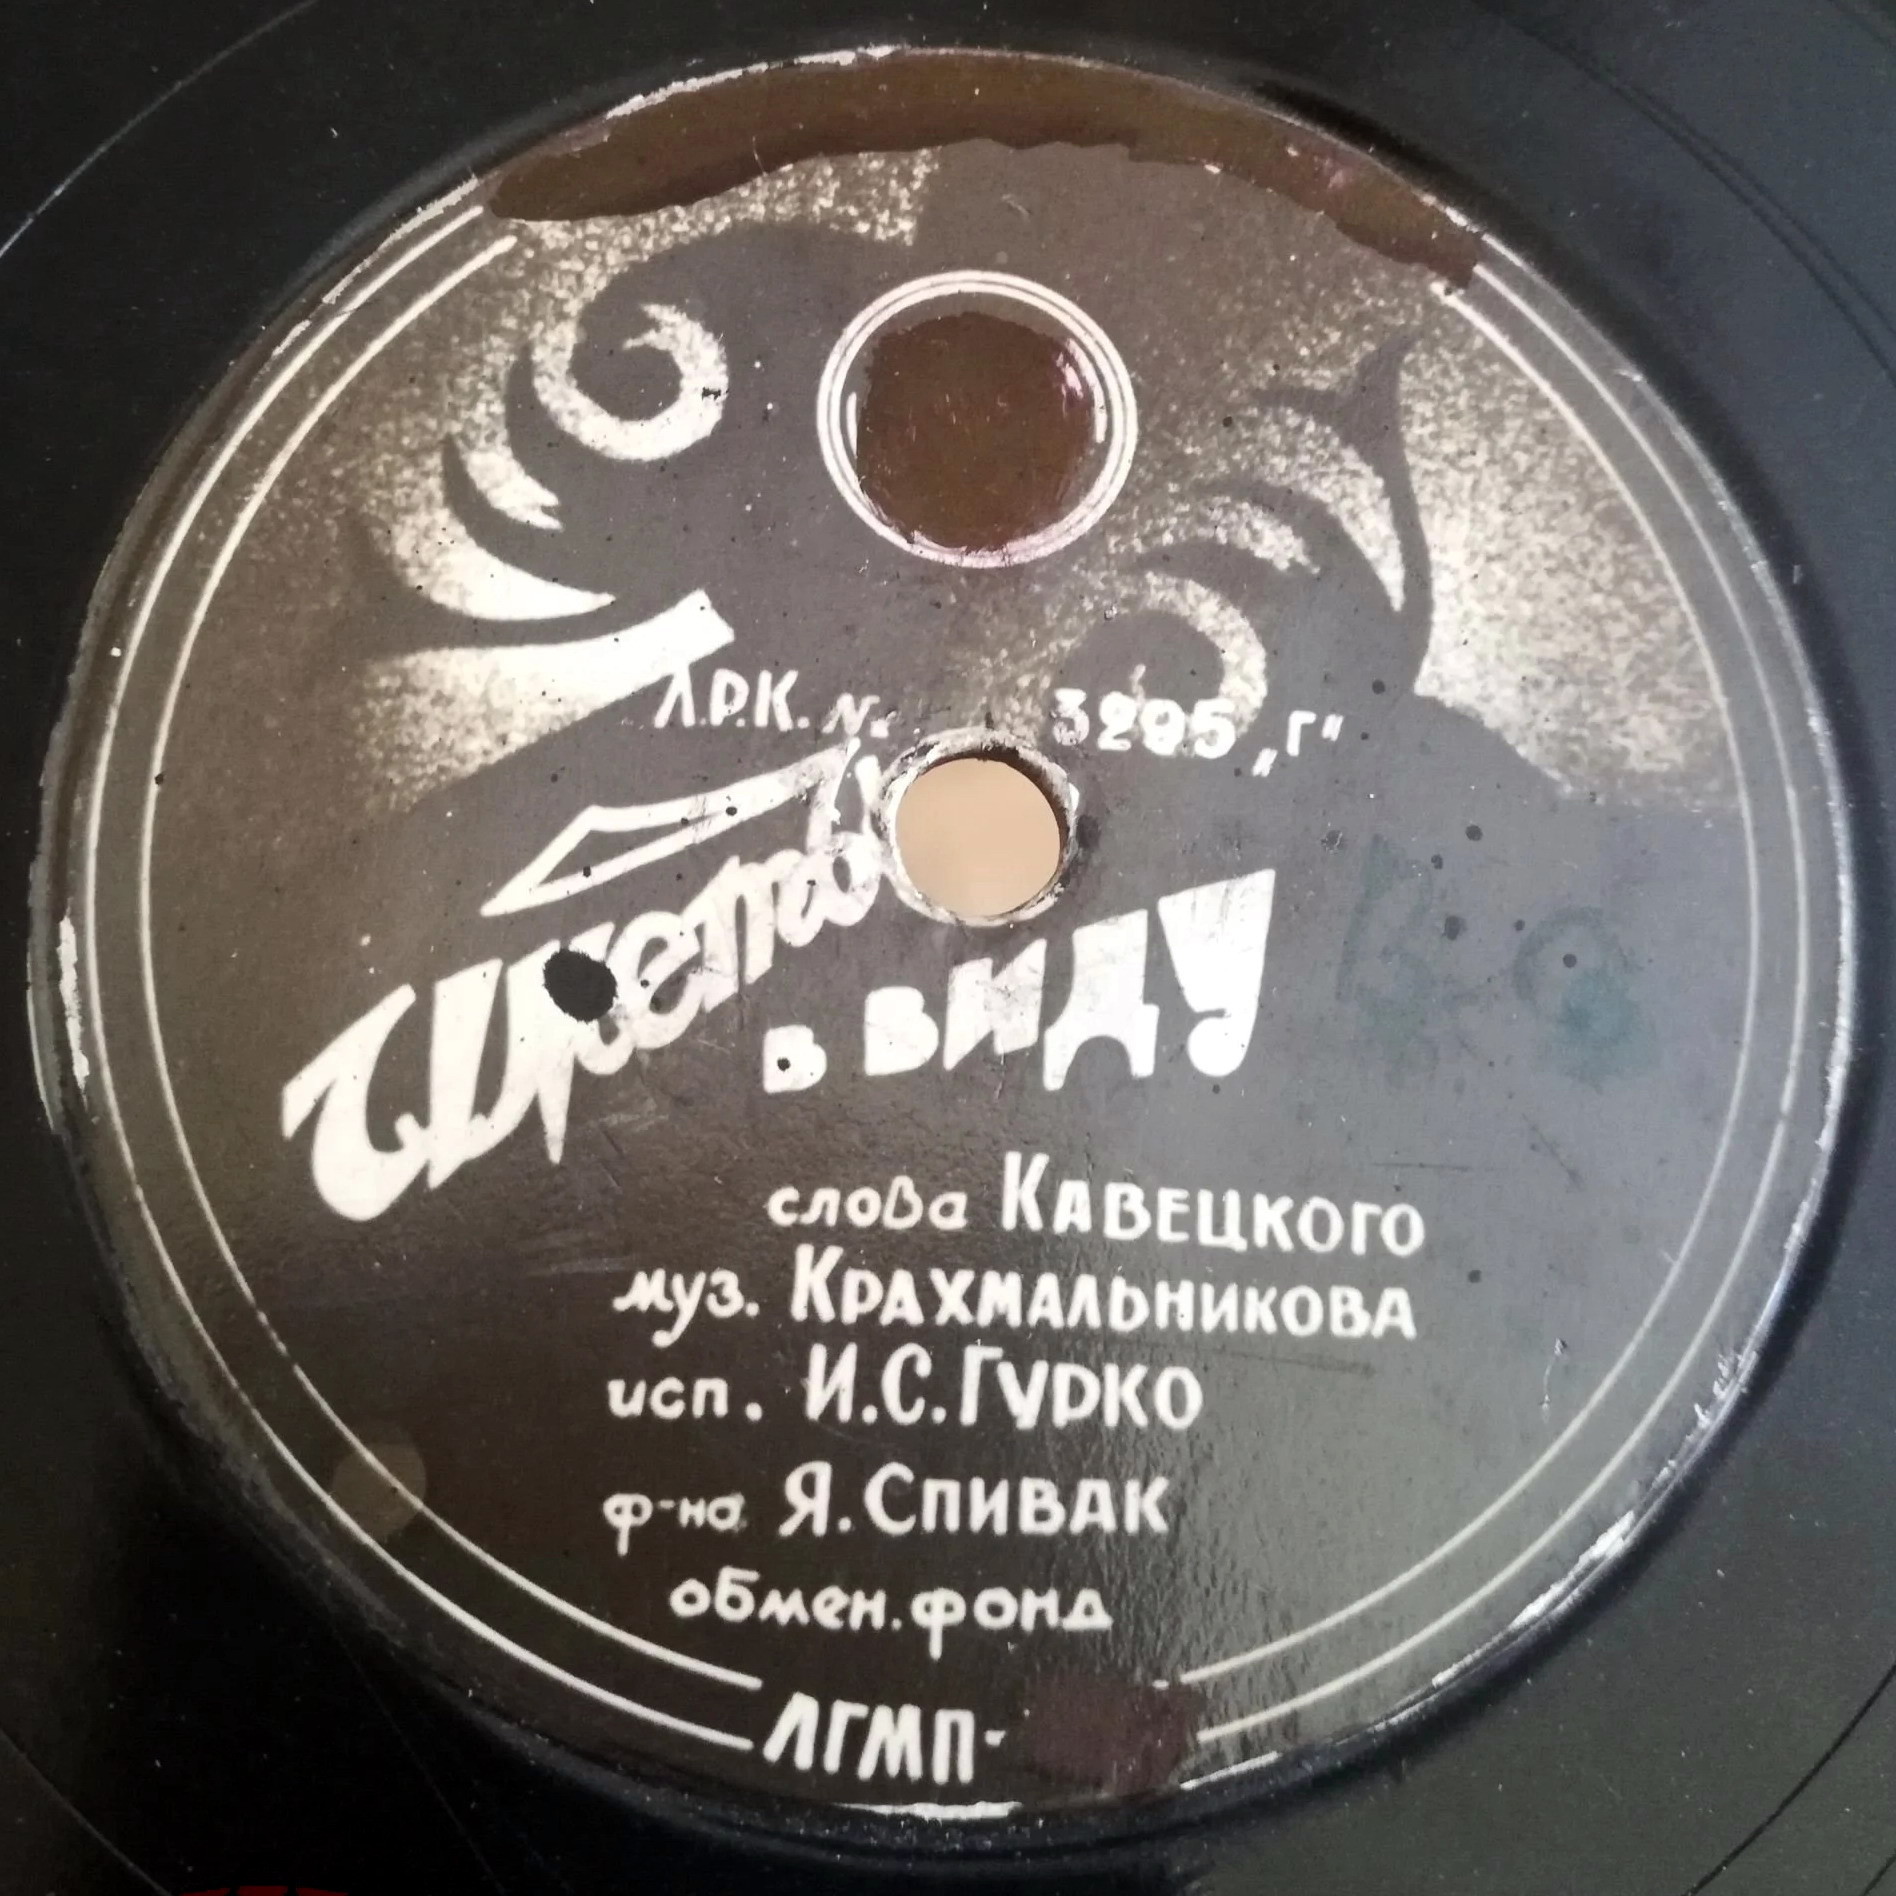 Л.Р.К. №. 3295 „Г“
в виду
слова КАВЕЦКОГО
муз. КРАХМАЛЬНИКОВА
исп. И.С.ГУРКО
ф-но Я.СПИВАК
обмен.фонд
ЛГМП-